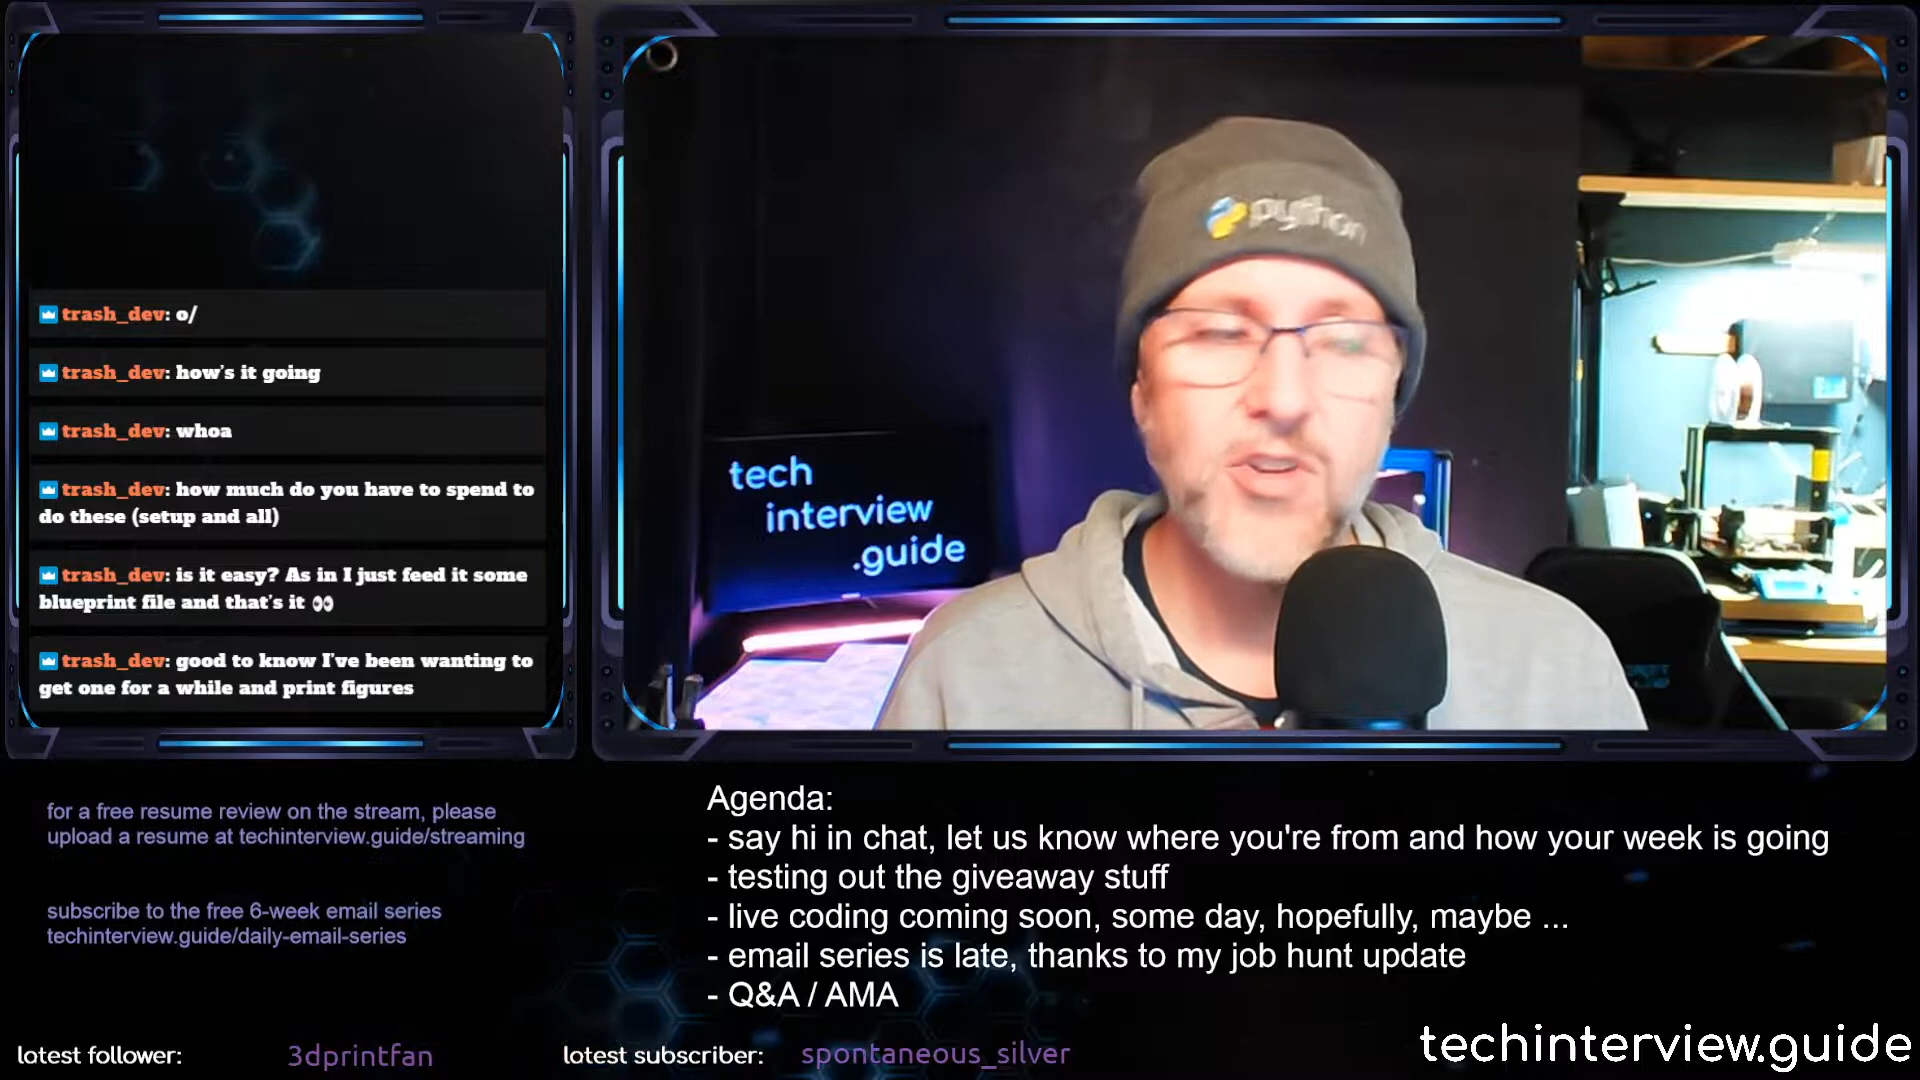 trash_dev: o/
trash_dev: how's it going
trash_dev: whoa
trash_dev: how much do you have to spend to
do these (setup and all)
trash_dev: is it easy? As in I just feed it some
blueprint file and that's it 👀
trash_dev: good to know I've been wanting to
get one for a while and print figures
python
tech
interview
.guide
for a free resume review on the stream, please
upload a resume at techinterview.guide/streaming
subscribe to the free 6-week email series
techinterview.guide/daily-email-series
Agenda:
- say hi in chat, let us know where you're from and how your week is going
- testing out the giveaway stuff
- live coding coming soon, some day, hopefully, maybe ...
- email series is late, thanks to my job hunt update
- Q&A / AMA
latest follower: 3dprintfan
latest subscriber: spontaneous_silver
techinterview.guide